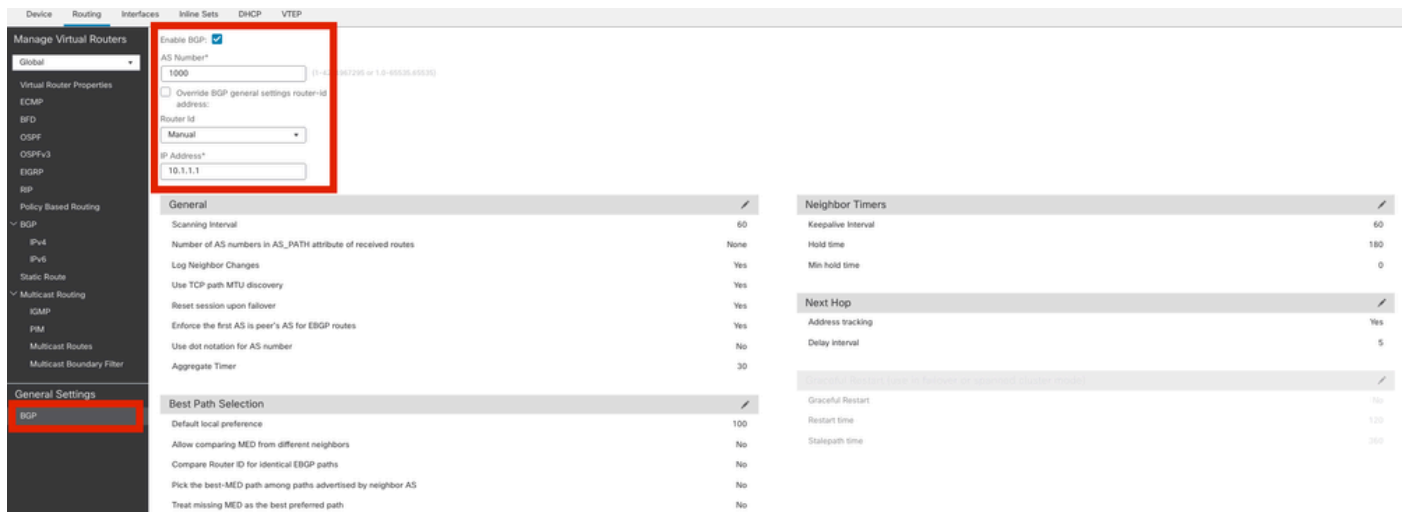 Device Routing Interfaces Inline Sets DHCP VTEP
Manage Virtual Routers
Global
Virtual Router Properties
ECMP
BFD
OSPF
OSPFv3
EIGRP
RIP
Policy Based Routing
BGP
IPv4
IPv6
Static Route
Multicast Routing
IGMP
PIM
Multicast Routes
Multicast Boundary Filter
General Settings
BGP
Enable BGP:
AS Number*
1000
Override BGP general settings router-id
address:
Router Id
Manual
IP Address*
10.1.1.1
General
Scanning Interval 60
Number of AS numbers in AS_PATH attribute of received routes None
Log Neighbor Changes Yes
Use TCP path MTU discovery Yes
Reset session upon failover Yes
Enforce the first AS is peer's AS for EBGP routes Yes
Use dot notation for AS number No
Aggregate Timer 30
Best Path Selection
Default local preference 100
Allow comparing MED from different neighbors No
Compare Router ID for identical EBGP paths No
Pick the best-MED path among paths advertised by neighbor AS No
Treat missing MED as the best preferred path No
Neighbor Timers
Keepalive Interval 60
Hold time 180
Min hold time 0
Next Hop
Address tracking Yes
Delay interval 5
Graceful Restart No
Restart time 120
Stalepath time 360